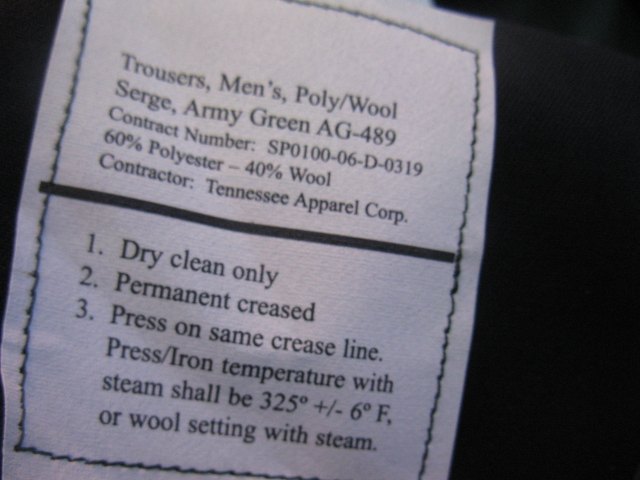 Trousers, Men's, Poly/Wool
Serge, Army Green AG-489
Contract Number: SP0100-06-D-0319
60% Polyester – 40% Wool
Contractor: Tennessee Apparel Corp.
1. Dry clean only
2. Permanent creased
3. Press on same crease line.
Press/Iron temperature with
steam shall be 325º +/- 6º F,
or wool setting with steam.